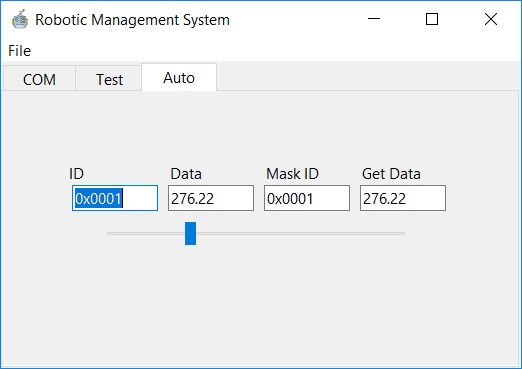 Robotic Management System
File
COM Test Auto
ID Data Mask ID Get Data
0x0001 276.22 0x0001 276.22